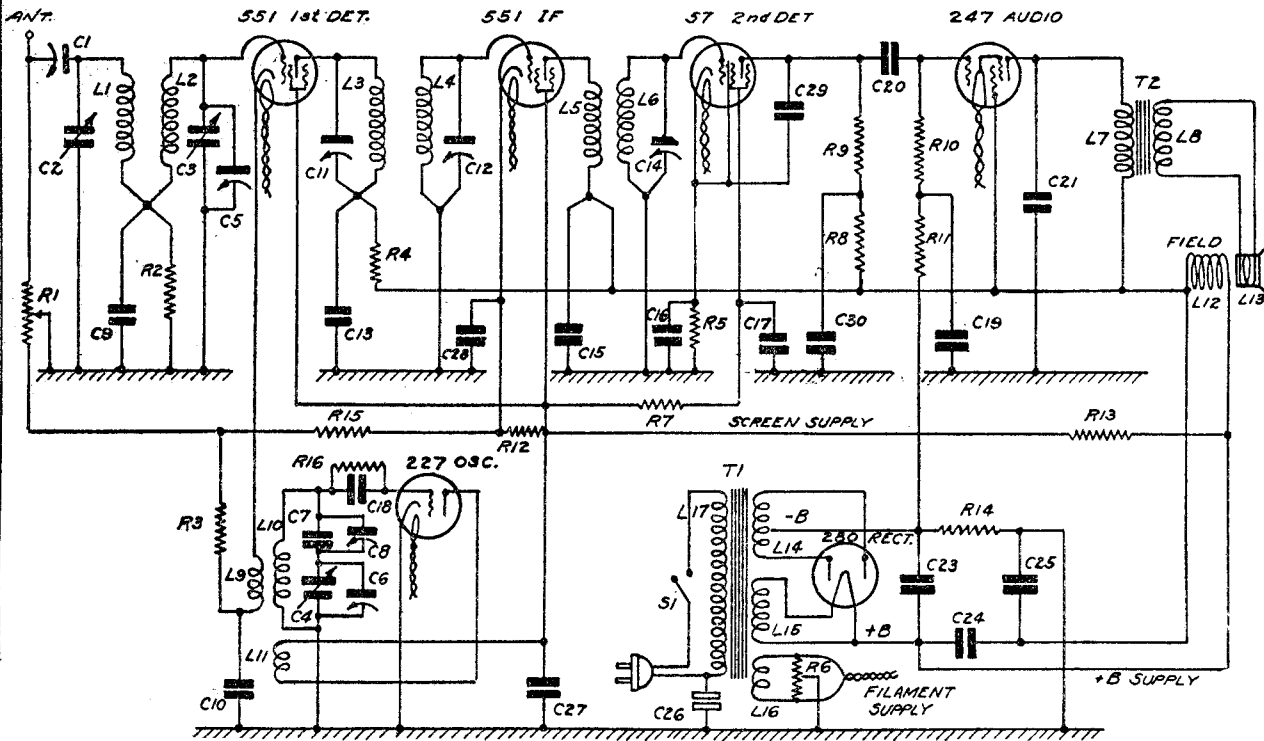 ANT.
551 1st DET.
551 IF
57 2nd DET
247 AUDIO
C1
L1
L2
L3
L4
L5
L6
C29
C20
T2
C2
C3
C5
C11
C12
C14
R9
R10
L7
L8
C21
R1
C9
R2
R4
C13
C28
C15
C16
R5
C17
R8
C30
R11
C19
FIELD
L12
L13
R15
R12
R7
SCREEN SUPPLY
R13
R16
227 OSC.
C18
R3
L10
C7
C8
L9
C4
C6
L11
C10
C27
T1
L17
-B
L14
280 RECT.
R14
S1
C23
C25
L15
+B
C24
R6
L16
FILAMENT
SUPPLY
C26
+B SUPPLY